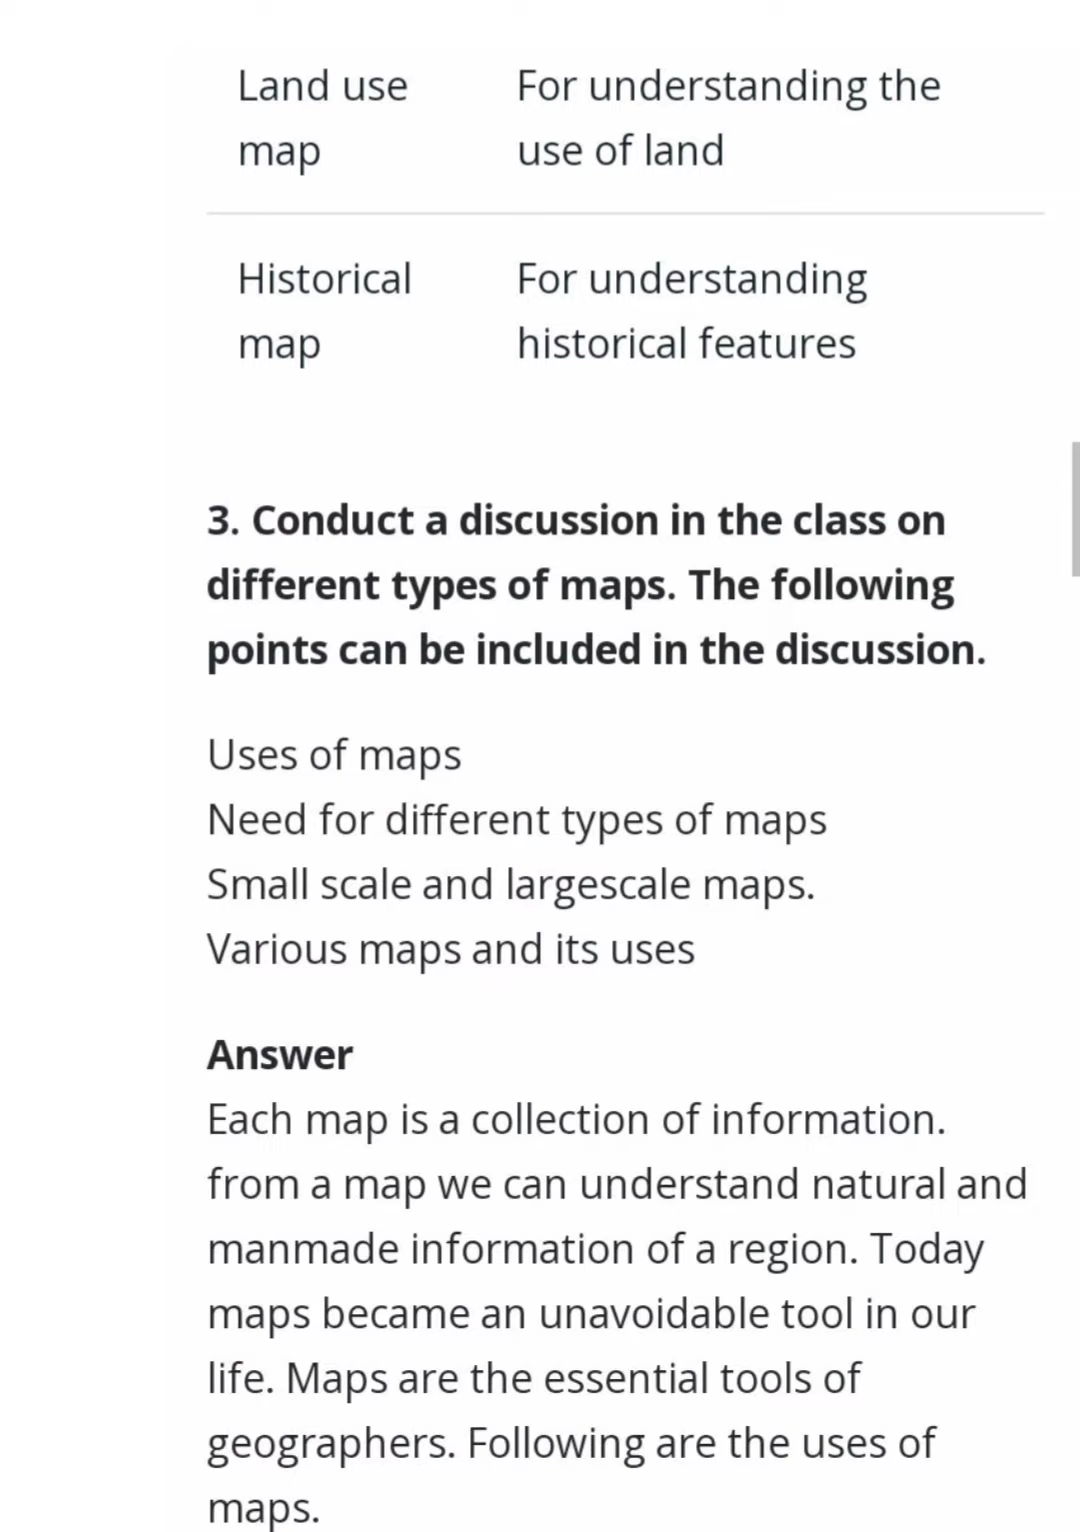 Land use For understanding the
map use of land
Historical For understanding
map historical features
3. Conduct a discussion in the class on
different types of maps. The following
points can be included in the discussion.
Uses of maps
Need for different types of maps
Small scale and largescale maps.
Various maps and its uses
Answer
Each map is a collection of information.
from a map we can understand natural and
manmade information of a region. Today
maps became an unavoidable tool in our
life. Maps are the essential tools of
geographers. Following are the uses of
maps.